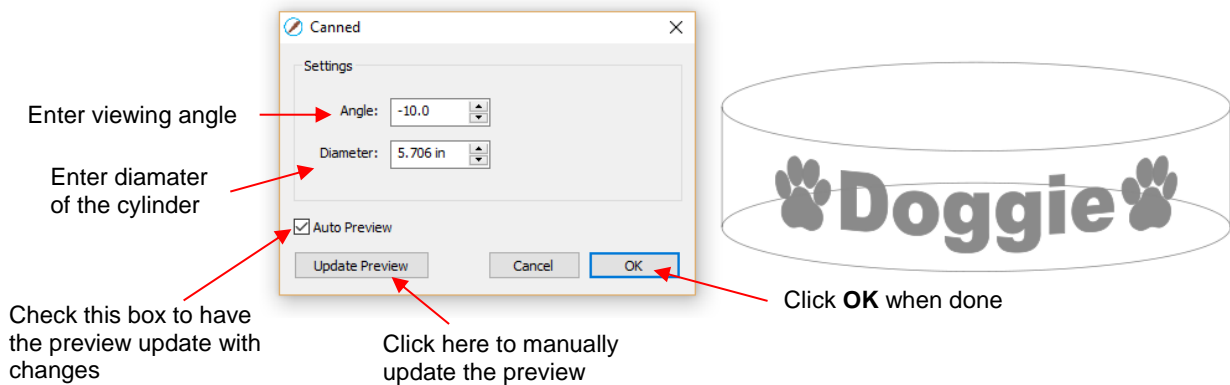 Canned
Settings
Enter viewing angle
Angle: -10.0
Diameter: 5.706 in
Enter diamater
of the cylinder
Doggie
Auto Preview
Update Preview Cancel OK
Click OK when done
Check this box to have
the preview update with
changes
Click here to manually
update the preview